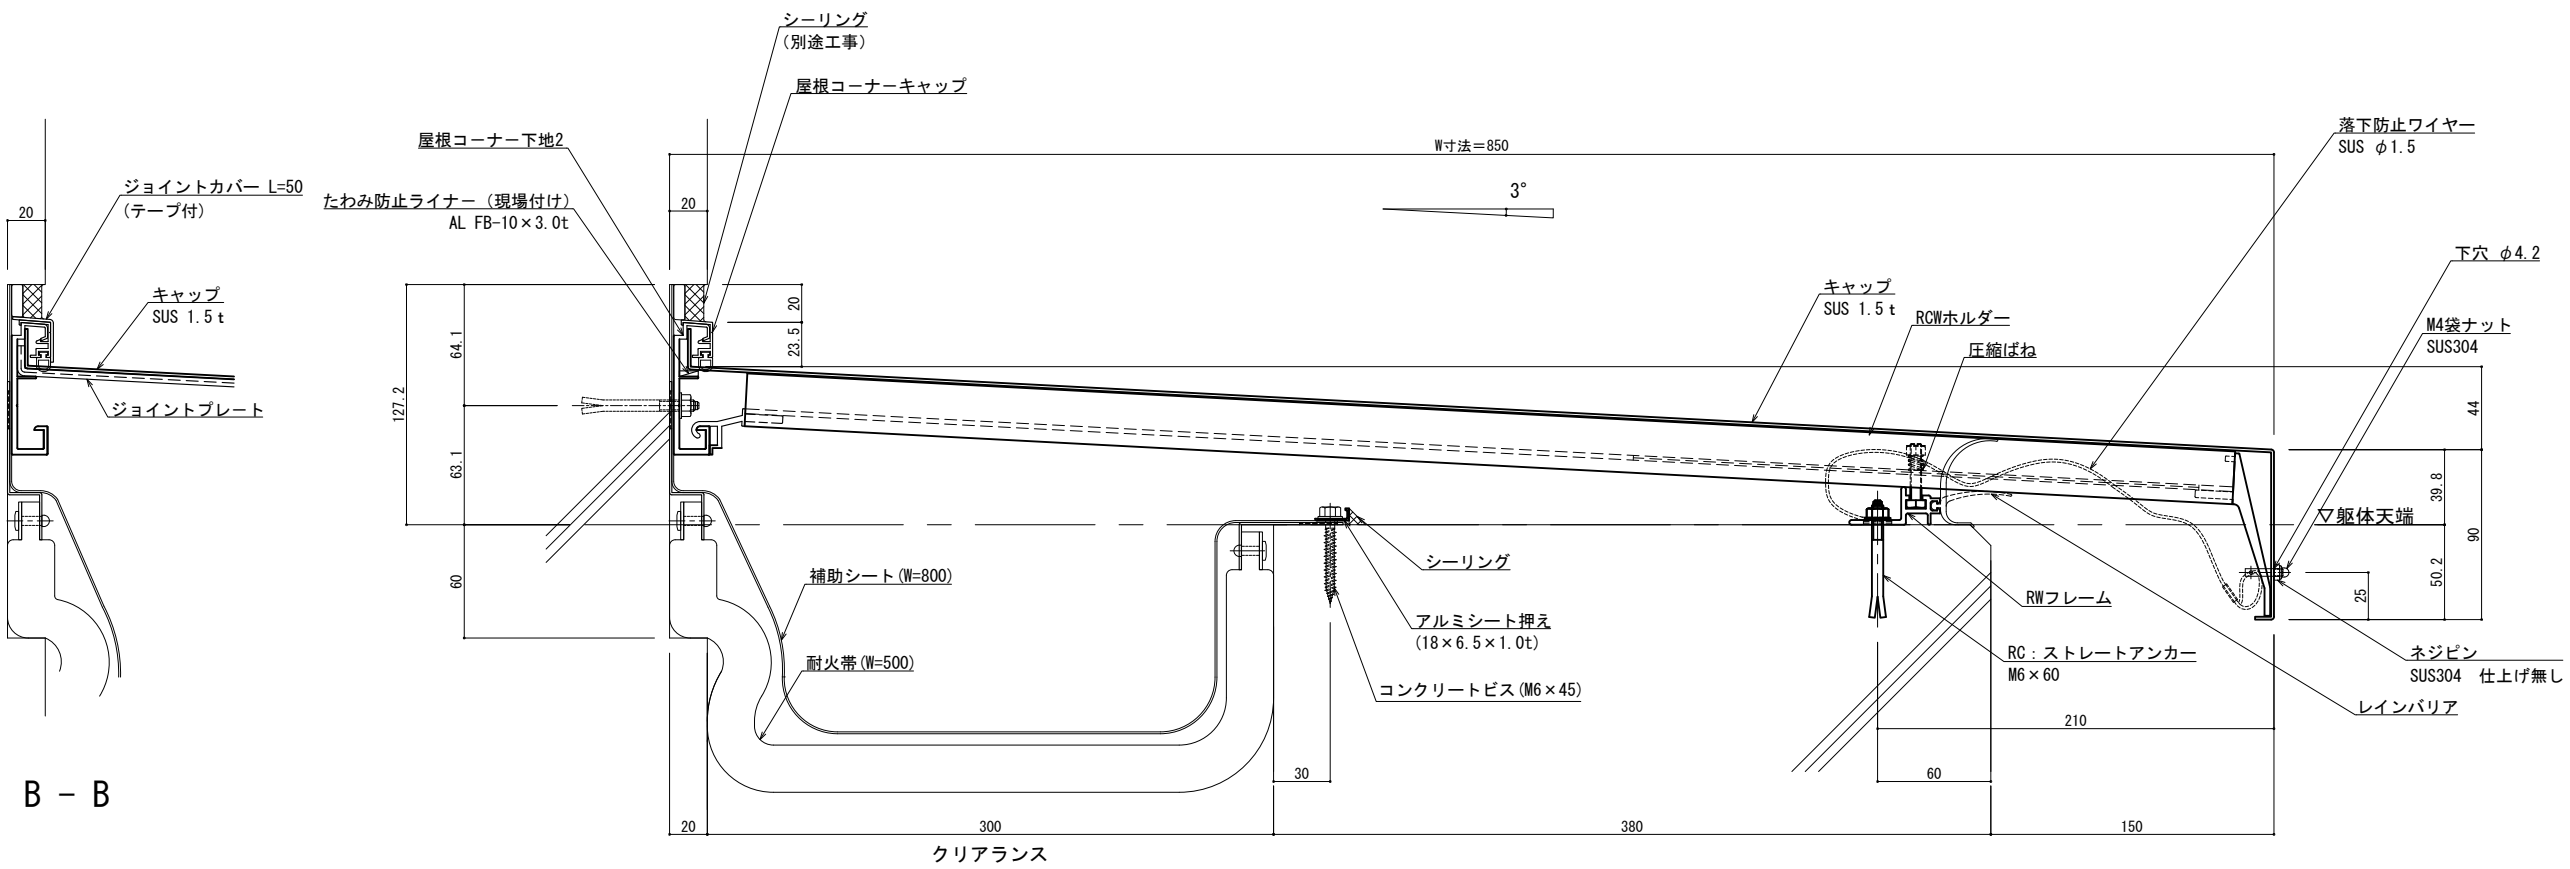 シーリング
(別途工事)
屋根コーナーキャップ
屋根コーナー下地2
ジョイントカバー L=50
(テープ付)
たわみ防止ライナー (現場付け)
AL FB-10×3.0t
20
20
W寸法=850
3°
落下防止ワイヤー
SUS φ1.5
下穴 φ4.2
キャップ
SUS 1.5t
キャップ
SUS 1.5t
RCWホルダー
圧縮ばね
M4袋ナット
SUS304
ジョイントプレート
127.2
64.1
63.1
60
20
23.5
44
39.8
90
50.2
25
▽躯体天端
シーリング
補助シート(W=800)
アルミシート押え
(18×6.5×1.0t)
耐火帯(W=500)
コンクリートビス(M6×45)
RWフレーム
RC:ストレートアンカー
M6×60
ネジピン
SUS304 仕上げ無し
レインバリア
210
30
60
B - B
20
300
380
150
クリアランス